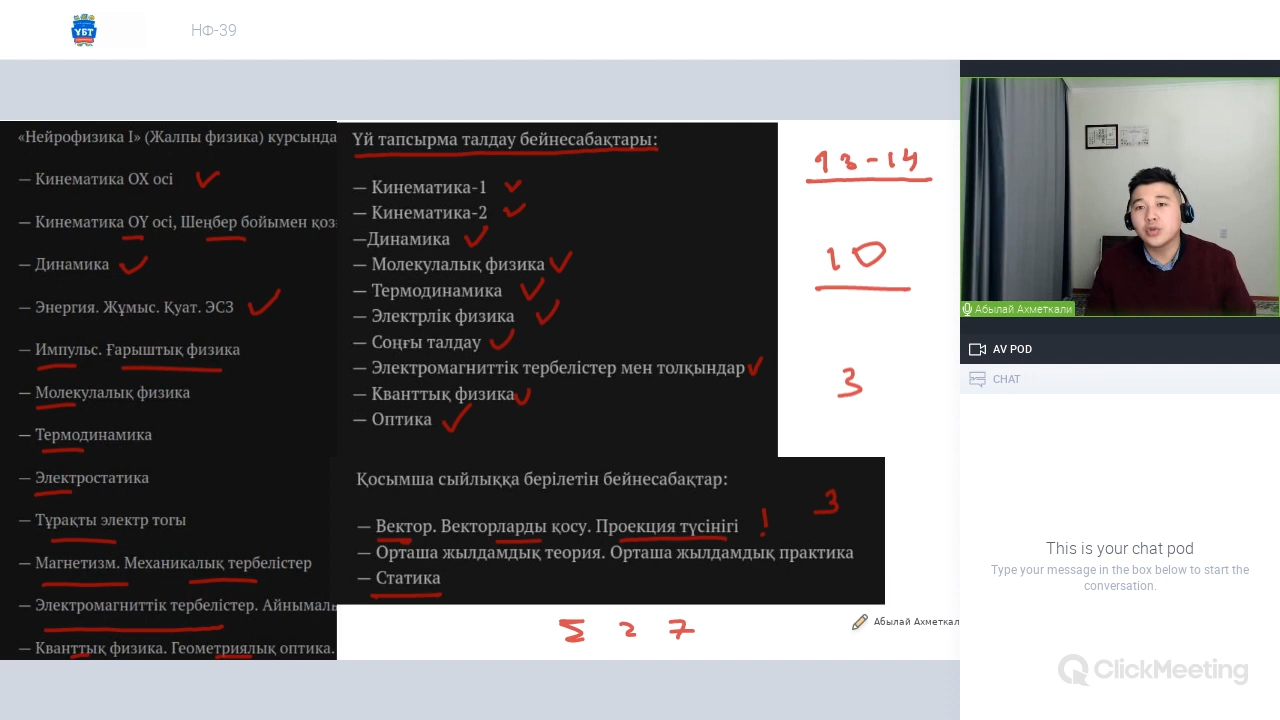 ҮБТ
НФ-39
«Нейрофизика I» (Жалпы физика) курсында
— Кинематика OX осі
— Кинематика OY осі, Шеңбер бойымен қоз
— Динамика
— Энергия. Жұмыс. Қуат. ЭСЗ
— Импульс. Ғарыштық физика
— Молекулалық физика
— Термодинамика
— Электростатика
— Тұрақты электр тогы
— Магнетизм. Механикалық тербелістер
— Электромагниттік тербелістер. Айнымалы
— Кванттық физика. Геометриялық оптика.
Үй тапсырма талдау бейнесабақтары:
— Кинематика-1
— Кинематика-2
—Динамика
— Молекулалық физика
— Термодинамика
— Электрлік физика
— Соңғы талдау
— Электромагниттік тербелістер мен толқындар
— Кванттық физика
— Оптика
Қосымша сыйлыққа берілетін бейнесабақтар:
— Вектор. Векторларды қосу. Проекция түсінігі !
— Орташа жылдамдық теория. Орташа жылдамдық практика
— Статика
13-14
10
3
3
Σ 27
Абылай Ахметкал
Абылай Ахметкали
AV POD
CHAT
This is your chat pod
Type your message in the box below to start the
conversation.
ClickMeeting